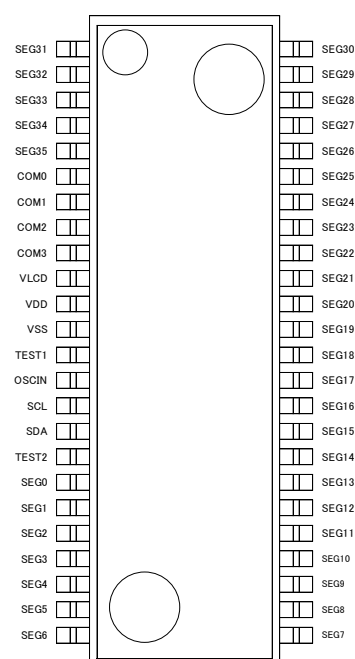 SEG31 SEG30
SEG32 SEG29
SEG33 SEG28
SEG34 SEG27
SEG35 SEG26
COM0 SEG25
COM1 SEG24
COM2 SEG23
COM3 SEG22
VLCD SEG21
VDD SEG20
VSS SEG19
TEST1 SEG18
OSCIN SEG17
SCL SEG16
SDA SEG15
TEST2 SEG14
SEG0 SEG13
SEG1 SEG12
SEG2 SEG11
SEG3 SEG10
SEG4 SEG9
SEG5 SEG8
SEG6 SEG7